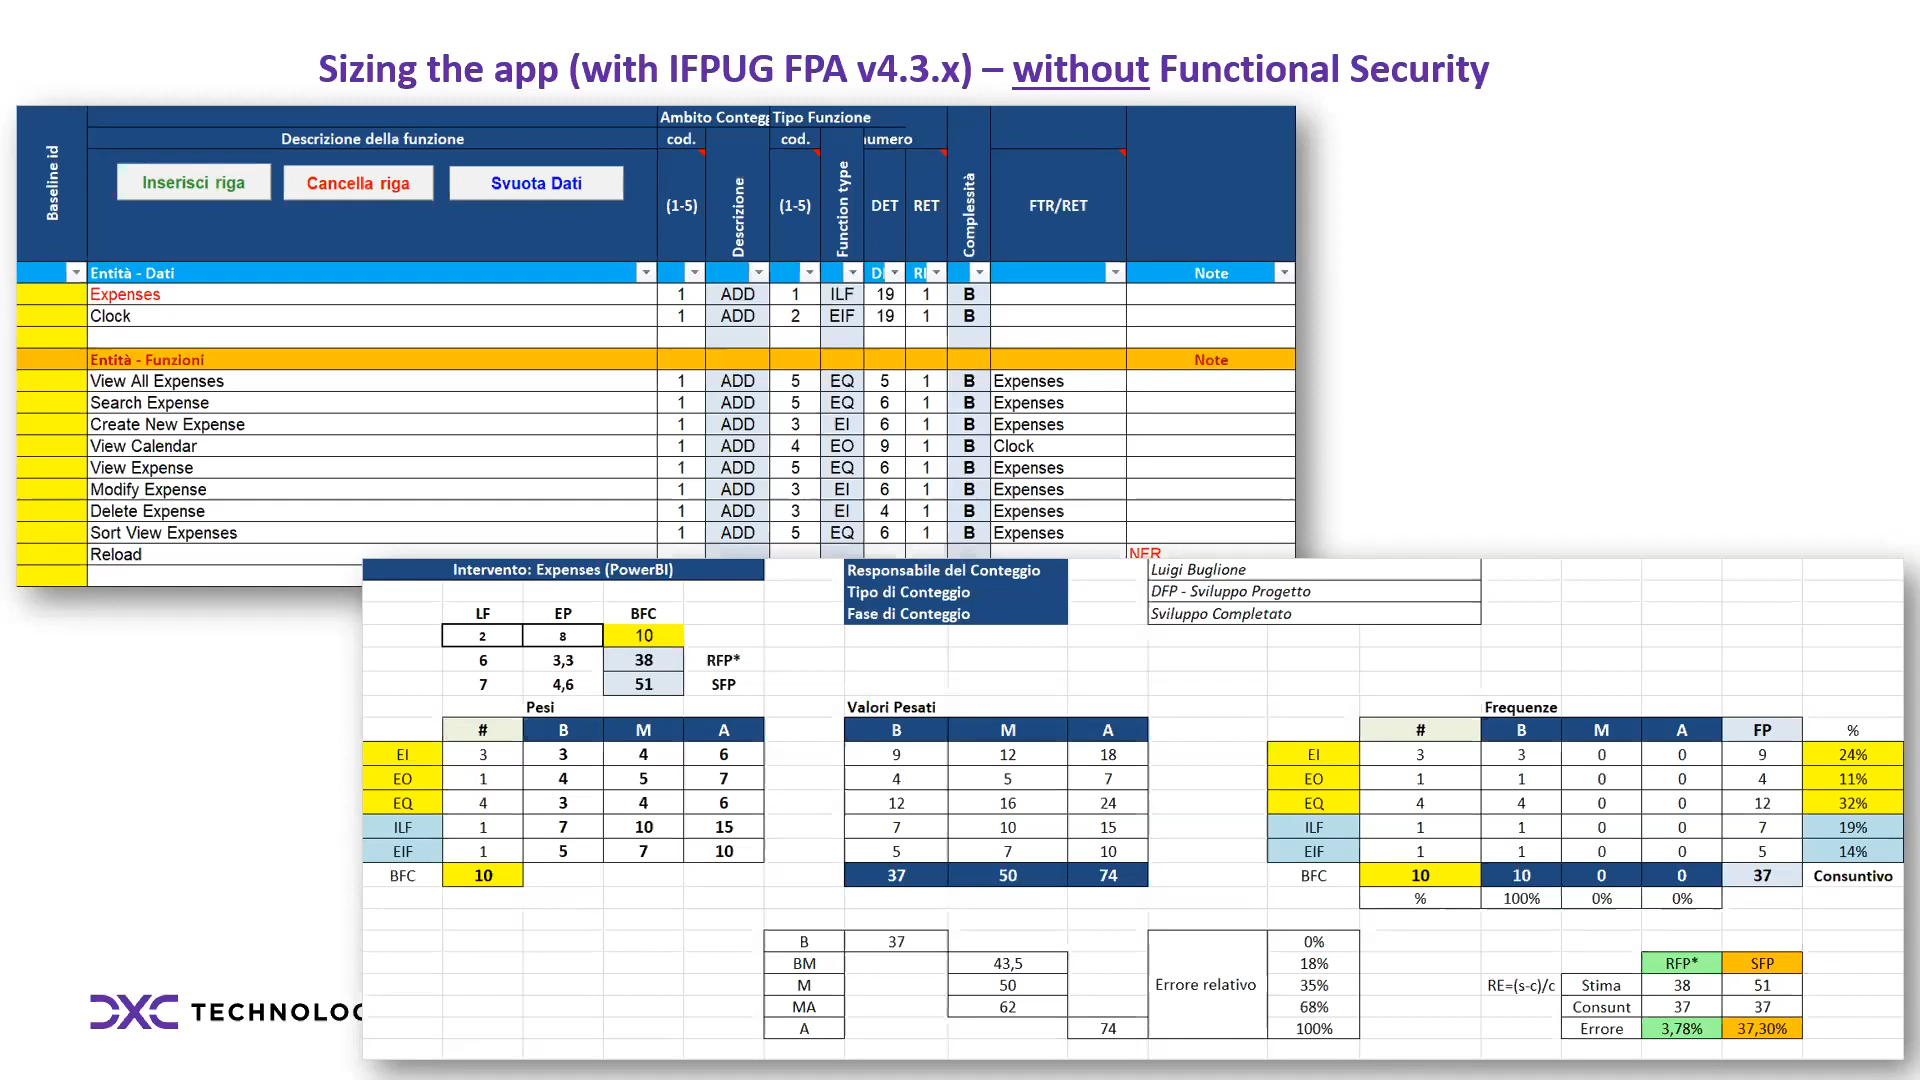 Sizing the app (with IFPUG FPA v4.3.x) – without Functional Security
Ambito Contegg Tipo Funzione
Descrizione della funzione cod. cod. numero
Baseline id Inserisci riga Cancella riga Svuota Dati (1-5) Descrizione (1-5) Function type DET RET Complessità FTR/RET
Entità - Dati Note
Expenses 1 ADD 1 ILF 19 1 B
Clock 1 ADD 2 EIF 19 1 B
Entità - Funzioni Note
View All Expenses 1 ADD 5 EQ 5 1 B Expenses
Search Expense 1 ADD 5 EQ 6 1 B Expenses
Create New Expense 1 ADD 3 EI 6 1 B Expenses
View Calendar 1 ADD 4 EO 9 1 B Clock
View Expense 1 ADD 5 EQ 6 1 B Expenses
Modify Expense 1 ADD 3 EI 6 1 B Expenses
Delete Expense 1 ADD 3 EI 4 1 B Expenses
Sort View Expenses 1 ADD 5 EQ 6 1 B Expenses
Reload NFR
Intervento: Expenses (PowerBI) Responsabile del Conteggio Luigi Buglione
Tipo di Conteggio DFP - Sviluppo Progetto
LF EP BFC Fase di Conteggio Sviluppo Completato
2 8 10
6 3,3 38 RFP*
7 4,6 51 SFP
Pesi Valori Pesati Frequenze
# B M A B M A # B M A FP %
EI 3 3 4 6 9 12 18 EI 3 3 0 0 9 24%
EO 1 4 5 7 4 5 7 EO 1 1 0 0 4 11%
EQ 4 3 4 6 12 16 24 EQ 4 4 0 0 12 32%
ILF 1 7 10 15 7 10 15 ILF 1 1 0 0 7 19%
EIF 1 5 7 10 5 7 10 EIF 1 1 0 0 5 14%
BFC 10 37 50 74 BFC 10 10 0 0 37 Consuntivo
% 100% 0% 0%
B 37 0%
BM 43,5 18% RFP* SFP
M 50 Errore relativo 35% RE=(s-c)/c Stima 38 51
MA 62 68% Consunt 37 37
A 74 100% Errore 3,78% 37,30%
DXC TECHNOLOG